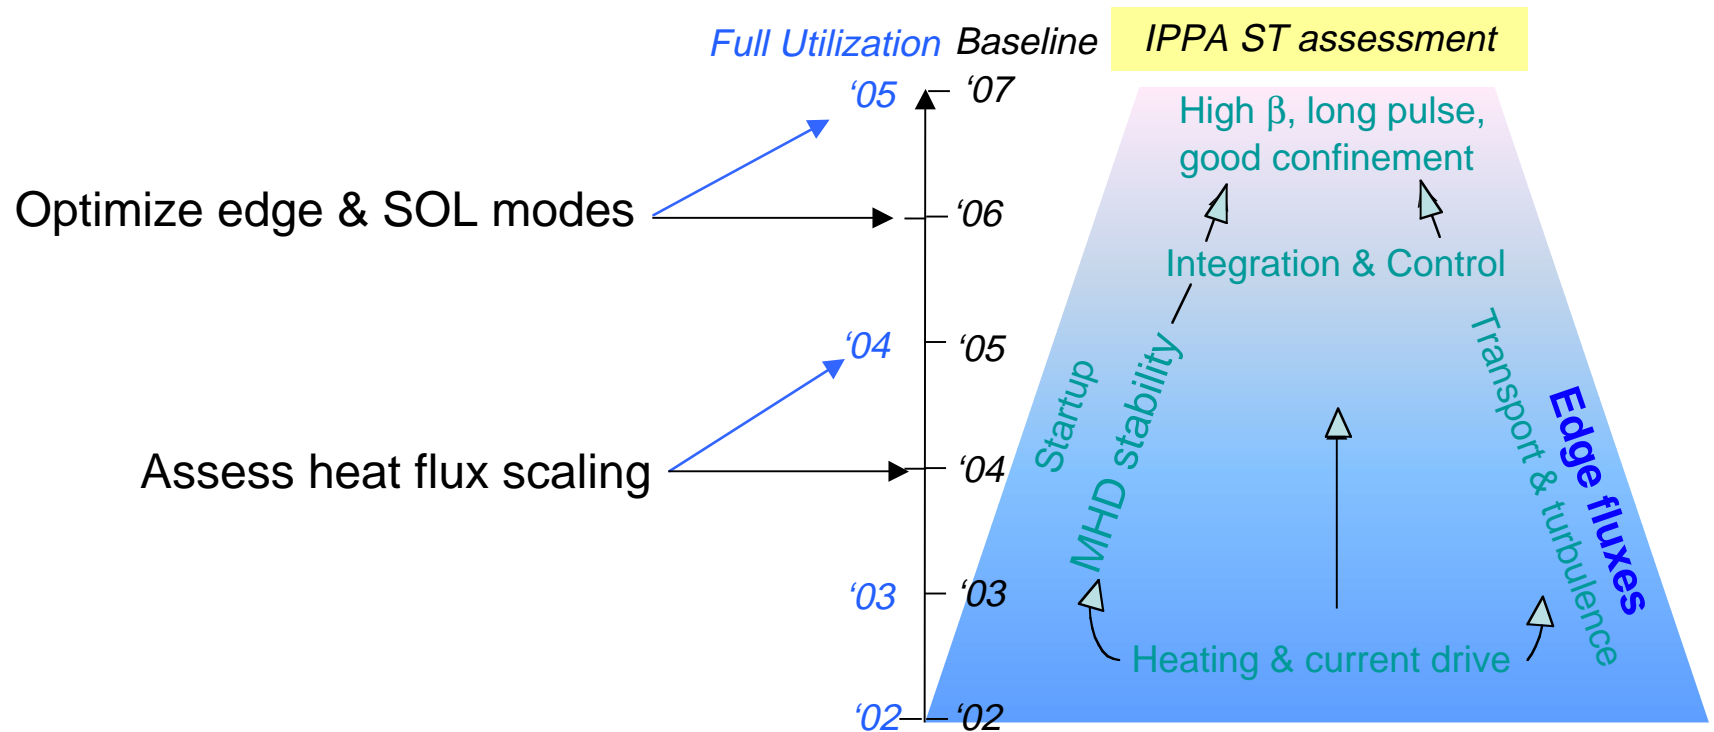 Full Utilization Baseline IPPA ST assessment
‘05 ‘07
High β, long pulse,
good confinement
Optimize edge & SOL modes
‘06
Integration & Control
‘04 ‘05
Startup
MHD stability
Transport & turbulence
Edge fluxes
Assess heat flux scaling
‘04
‘03 ‘03
Heating & current drive
‘02 ‘02